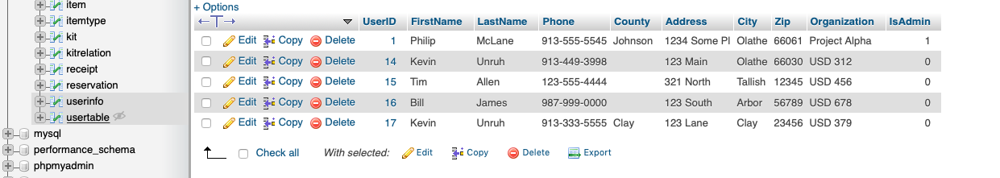 item
itemtype
kit
kitrelation
receipt
reservation
userinfo
usertable
mysql
performance_schema
phpmyadmin
+ Options
UserID FirstName LastName Phone County Address City Zip Organization IsAdmin
Edit Copy Delete 1 Philip McLane 913-555-5545 Johnson 1234 Some Pl Olathe 66061 Project Alpha 1
Edit Copy Delete 14 Kevin Unruh 913-449-3998 123 Main Olathe 66030 USD 312 0
Edit Copy Delete 15 Tim Allen 123-555-4444 321 North Tallish 12345 USD 456 0
Edit Copy Delete 16 Bill James 987-999-0000 123 South Arbor 56789 USD 678 0
Edit Copy Delete 17 Kevin Unruh 913-333-5555 Clay 123 Lane Clay 23456 USD 379 0
Check all With selected: Edit Copy Delete Export